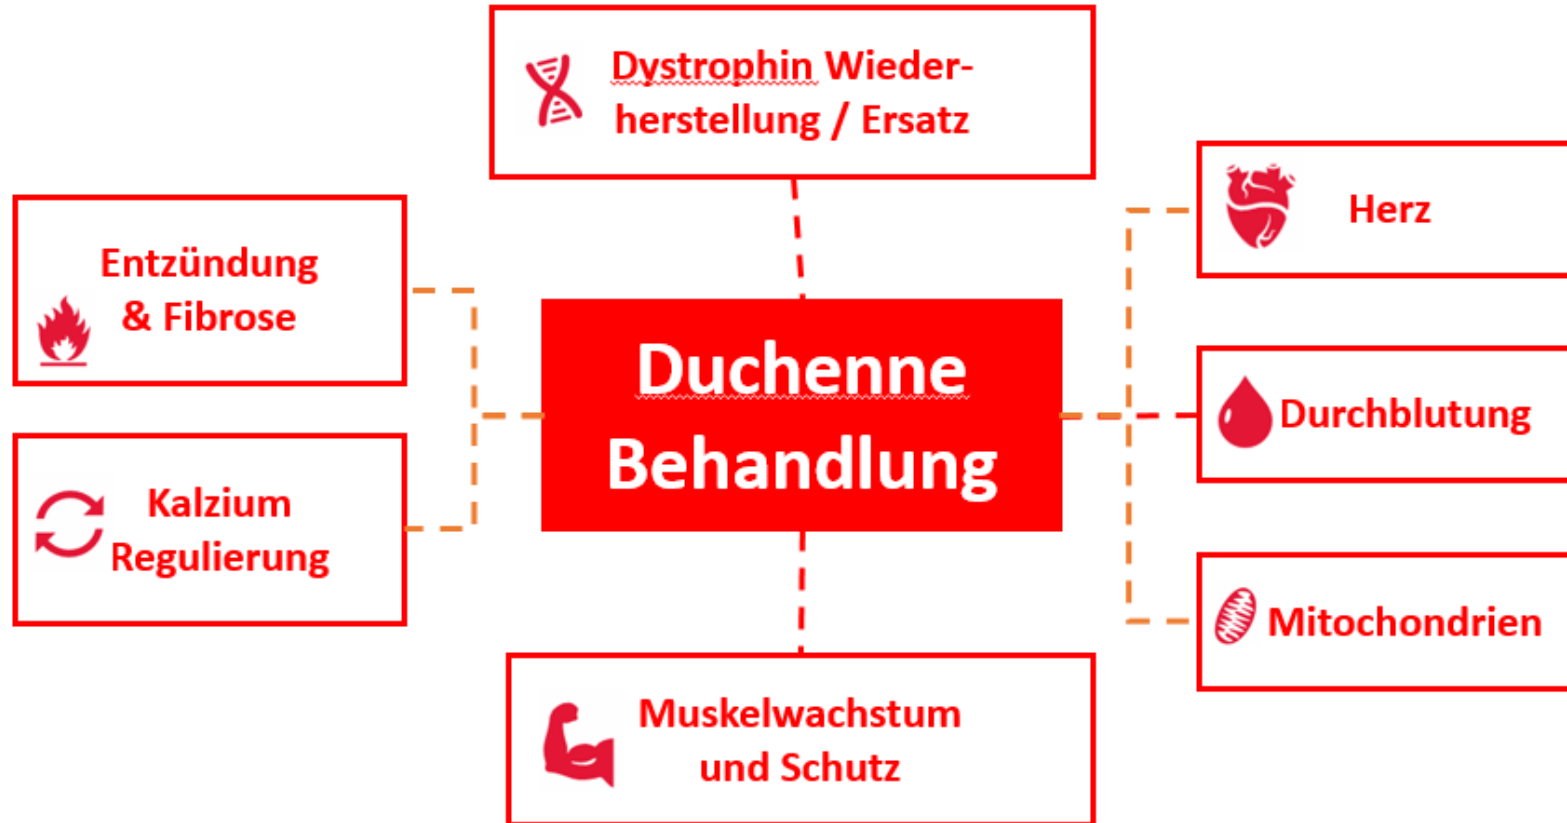 Dystrophin Wieder-
herstellung / Ersatz
Entzündung
& Fibrose
Kalzium
Regulierung
Duchenne
Behandlung
Herz
Durchblutung
Mitochondrien
Muskelwachstum
und Schutz